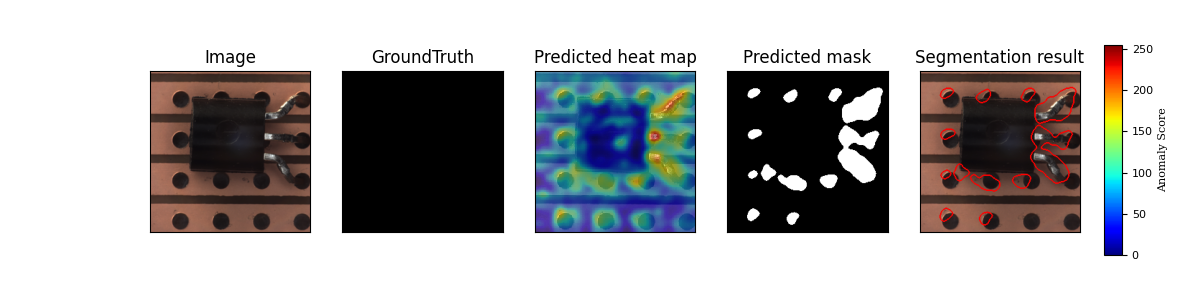 Image
GroundTruth
Predicted heat map
Predicted mask
Segmentation result
250
200
150
100
50
0
Anomaly Score